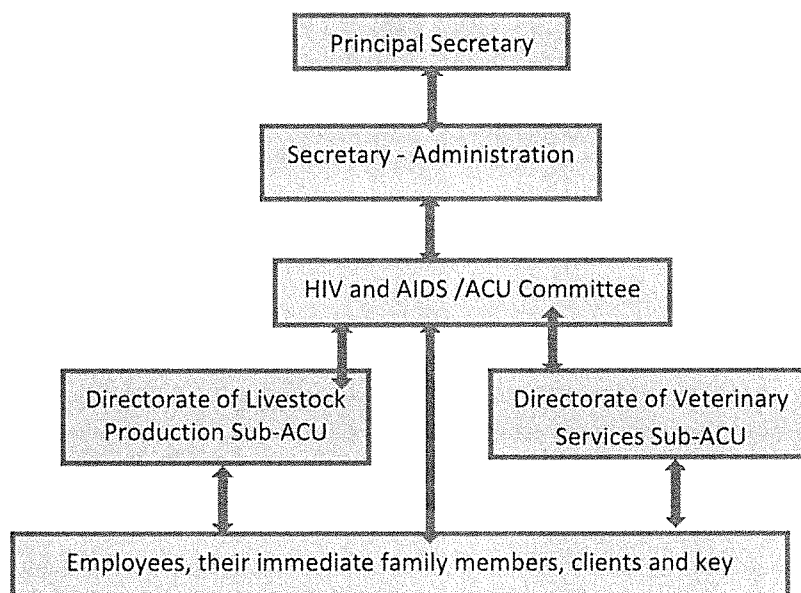 Principal Secretary
Secretary - Administration
HIV and AIDS /ACU Committee
Directorate of Livestock
Production Sub-ACU
Directorate of Veterinary
Services Sub-ACU
Employees, their immediate family members, clients and key